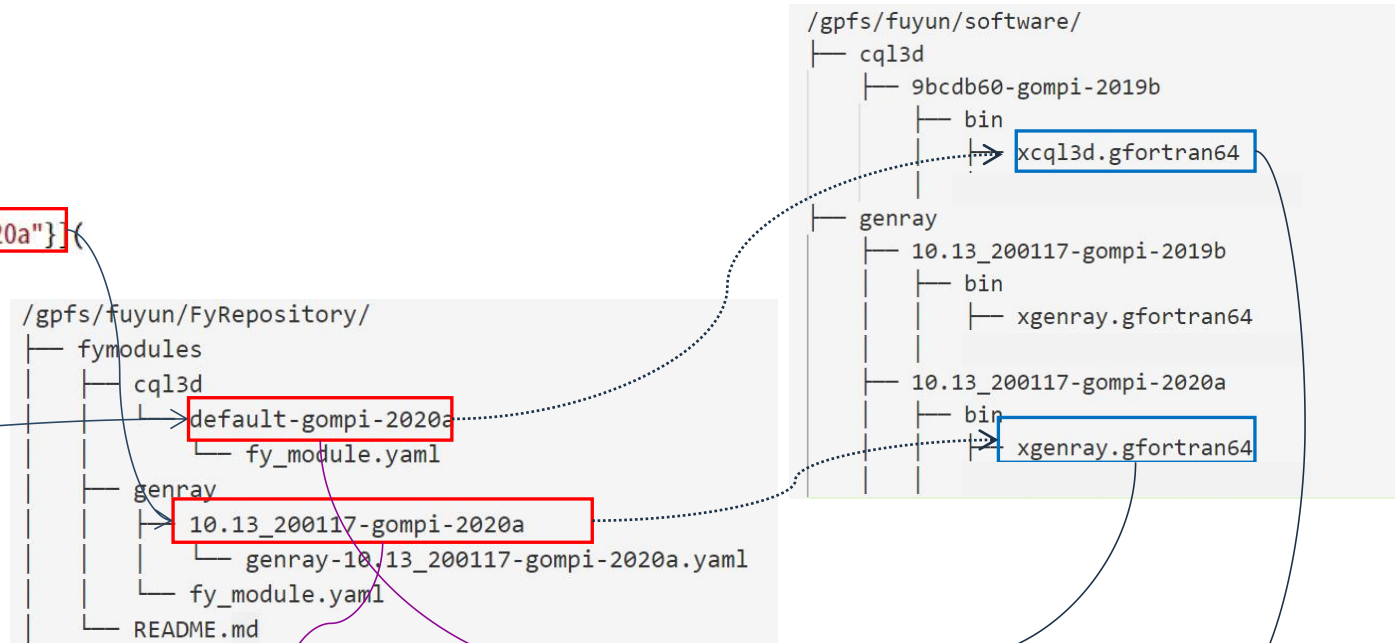 /gpfs/fuyun/software/
├── cql3d
├── 9bcdb60-gompi-2019b
├── bin
├── xcql3d.gfortran64
├── genray
├── 10.13_200117-gompi-2019b
├── bin
├── xgenray.gfortran64
├── 10.13_200117-gompi-2020a
├── bin
├── xgenray.gfortran64
20a"}](
/gpfs/fuyun/FyRepository/
├── fymodules
├── cql3d
└── default-gompi-2020a
└── fy_module.yaml
├── genray
├── 10.13_200117-gompi-2020a
└── genray-10.13_200117-gompi-2020a.yaml
└── fy_module.yaml
└── README.md